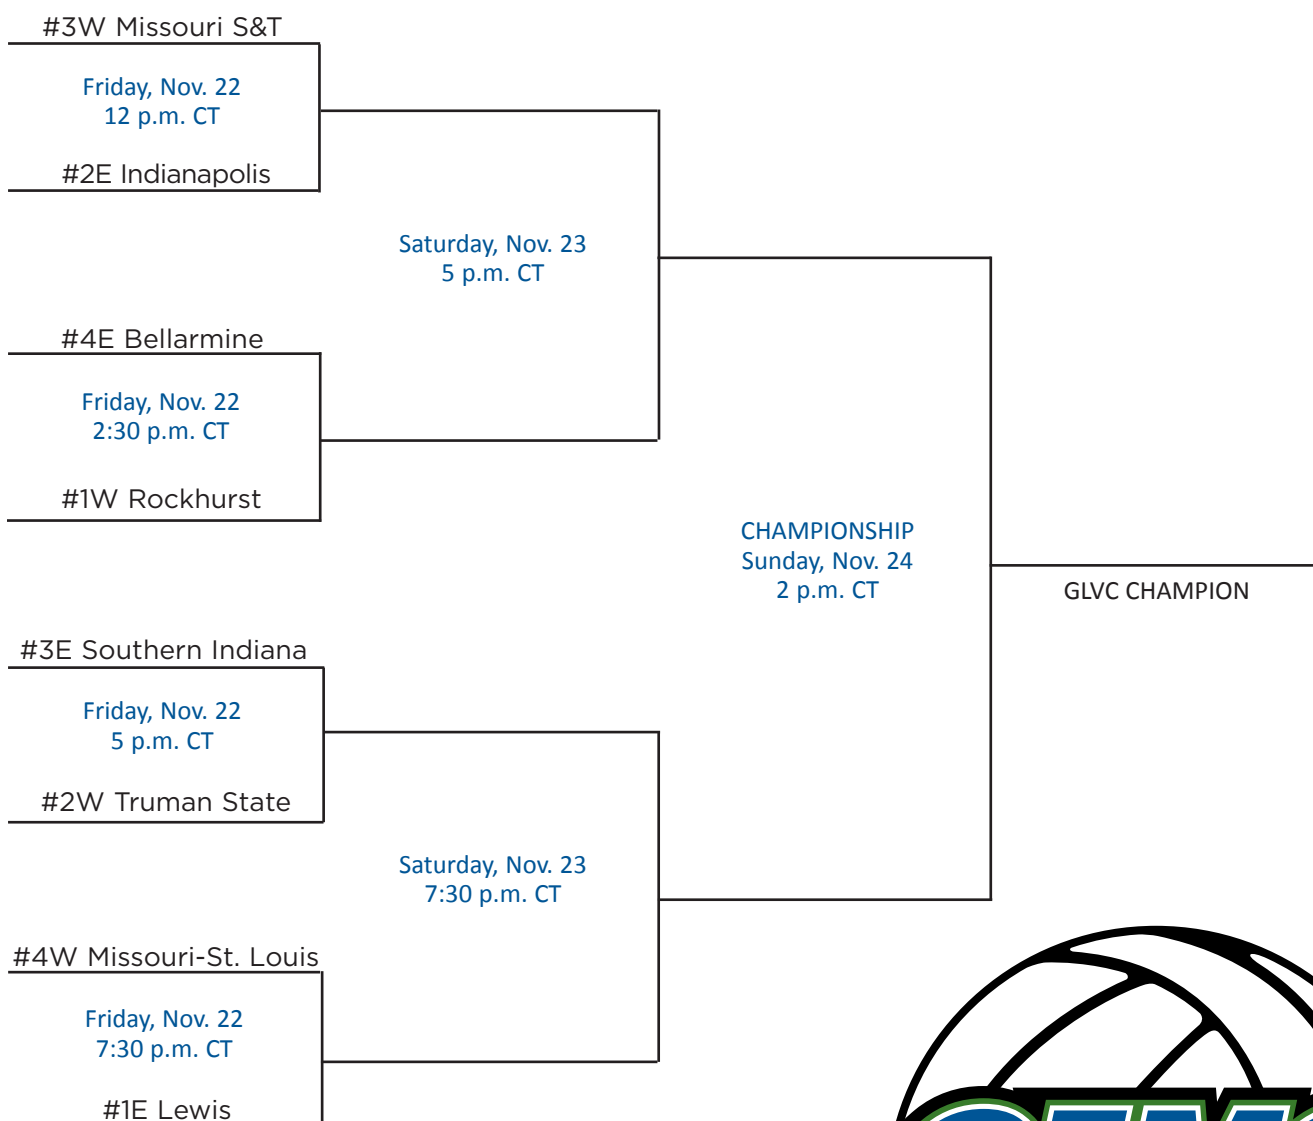 #3W Missouri S&T
Friday, Nov. 22
12 p.m. CT
#2E Indianapolis
Saturday, Nov. 23
5 p.m. CT
#4E Bellarmine
Friday, Nov. 22
2:30 p.m. CT
#1W Rockhurst
CHAMPIONSHIP
Sunday, Nov. 24
2 p.m. CT
GLVC CHAMPION
#3E Southern Indiana
Friday, Nov. 22
5 p.m. CT
#2W Truman State
Saturday, Nov. 23
7:30 p.m. CT
#4W Missouri-St. Louis
Friday, Nov. 22
7:30 p.m. CT
#1E Lewis